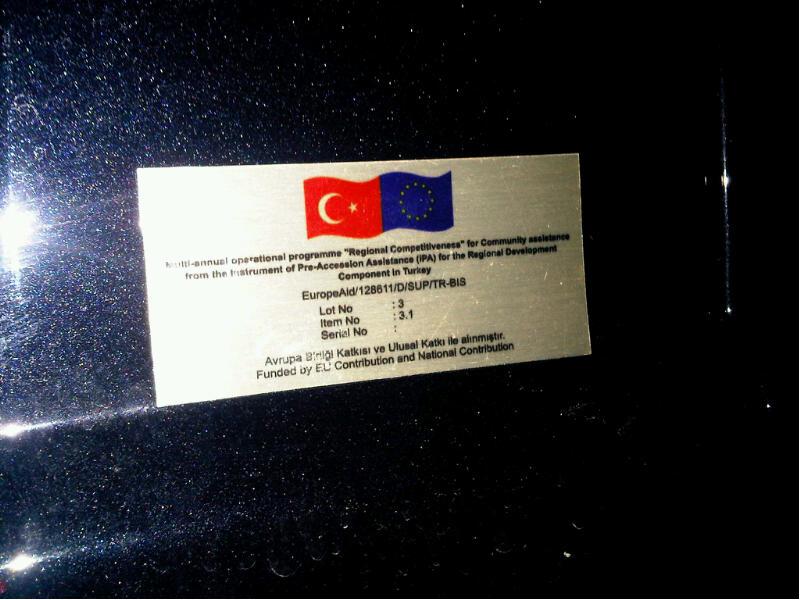 Multi-annual operational programme "Regional Competitiveness" for Community assistance
from the Instrument of Pre-Accession Assistance (IPA) for the Regional Development
Component in Turkey
EuropeAid/128611/D/SUP/TR-BIS
Lot No : 3
Item No : 3.1
Serial No :
Avrupa Birliği Katkısı ve Ulusal Katkı ile alınmıştır.
Funded by EU Contribution and National Contribution